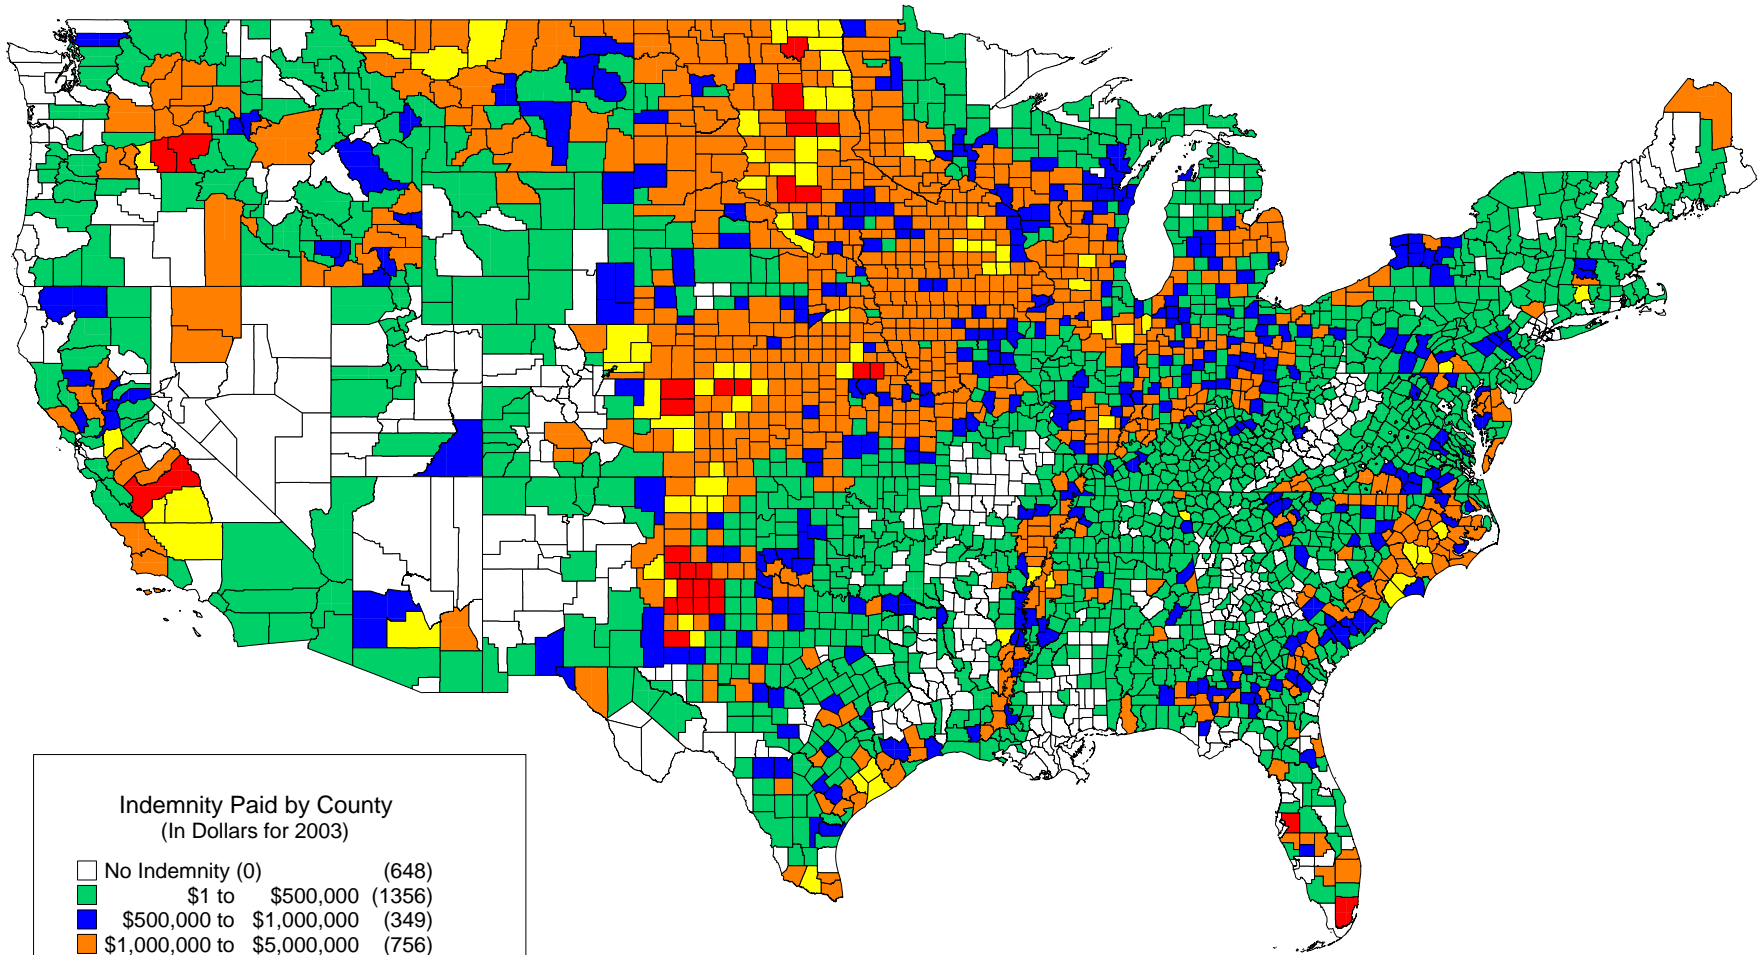 Indemnity Paid by County
(In Dollars for 2003)
No Indemnity (0) (648)
$1 to $500,000 (1356)
$500,000 to $1,000,000 (349)
$1,000,000 to $5,000,000 (756)